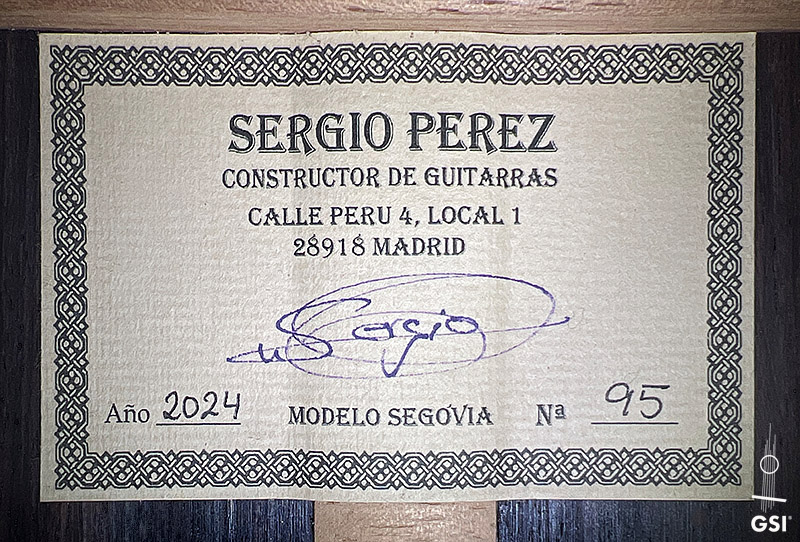 SERGIO PEREZ
CONSTRUCTOR DE GUITARRAS
CALLE PERU 4, LOCAL 1
28918 MADRID
Sergio
Año 2024 MODELO SEGOVIA Nª 95
GSI